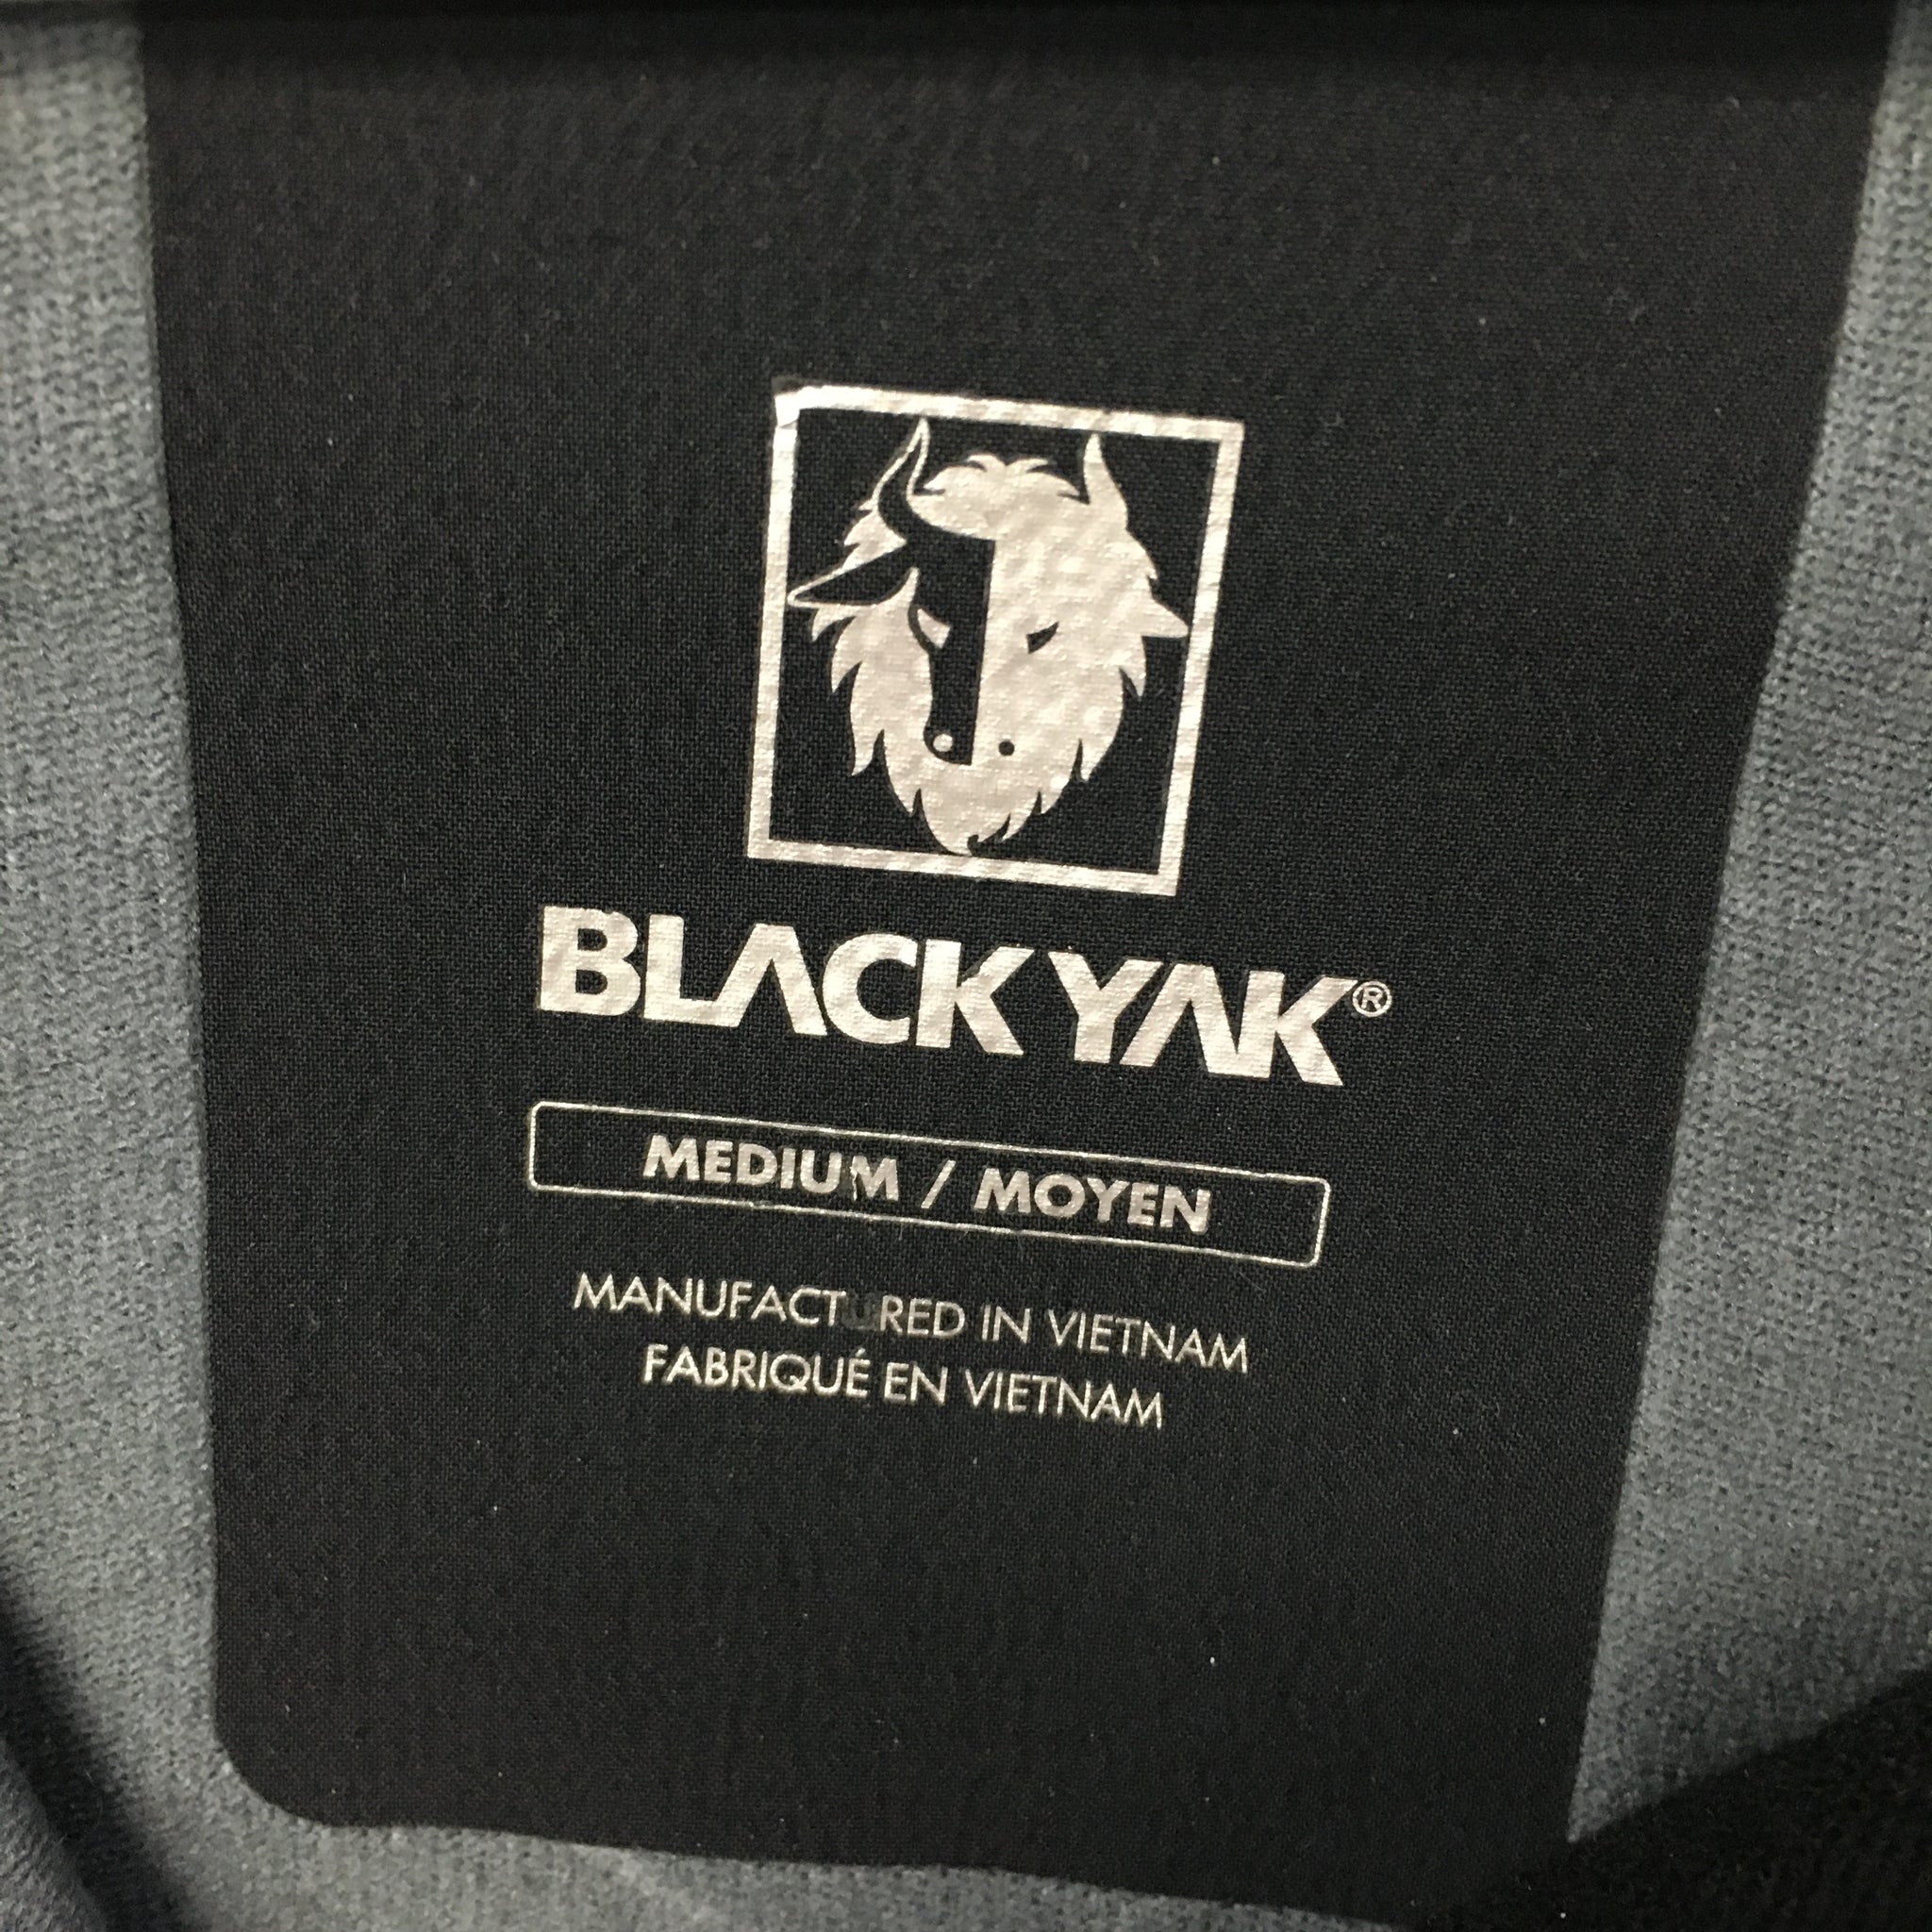 BLACKYAK®
MEDIUM / MOYEN
MANUFACTURED IN VIETNAM
FABRIQUÉ EN VIETNAM